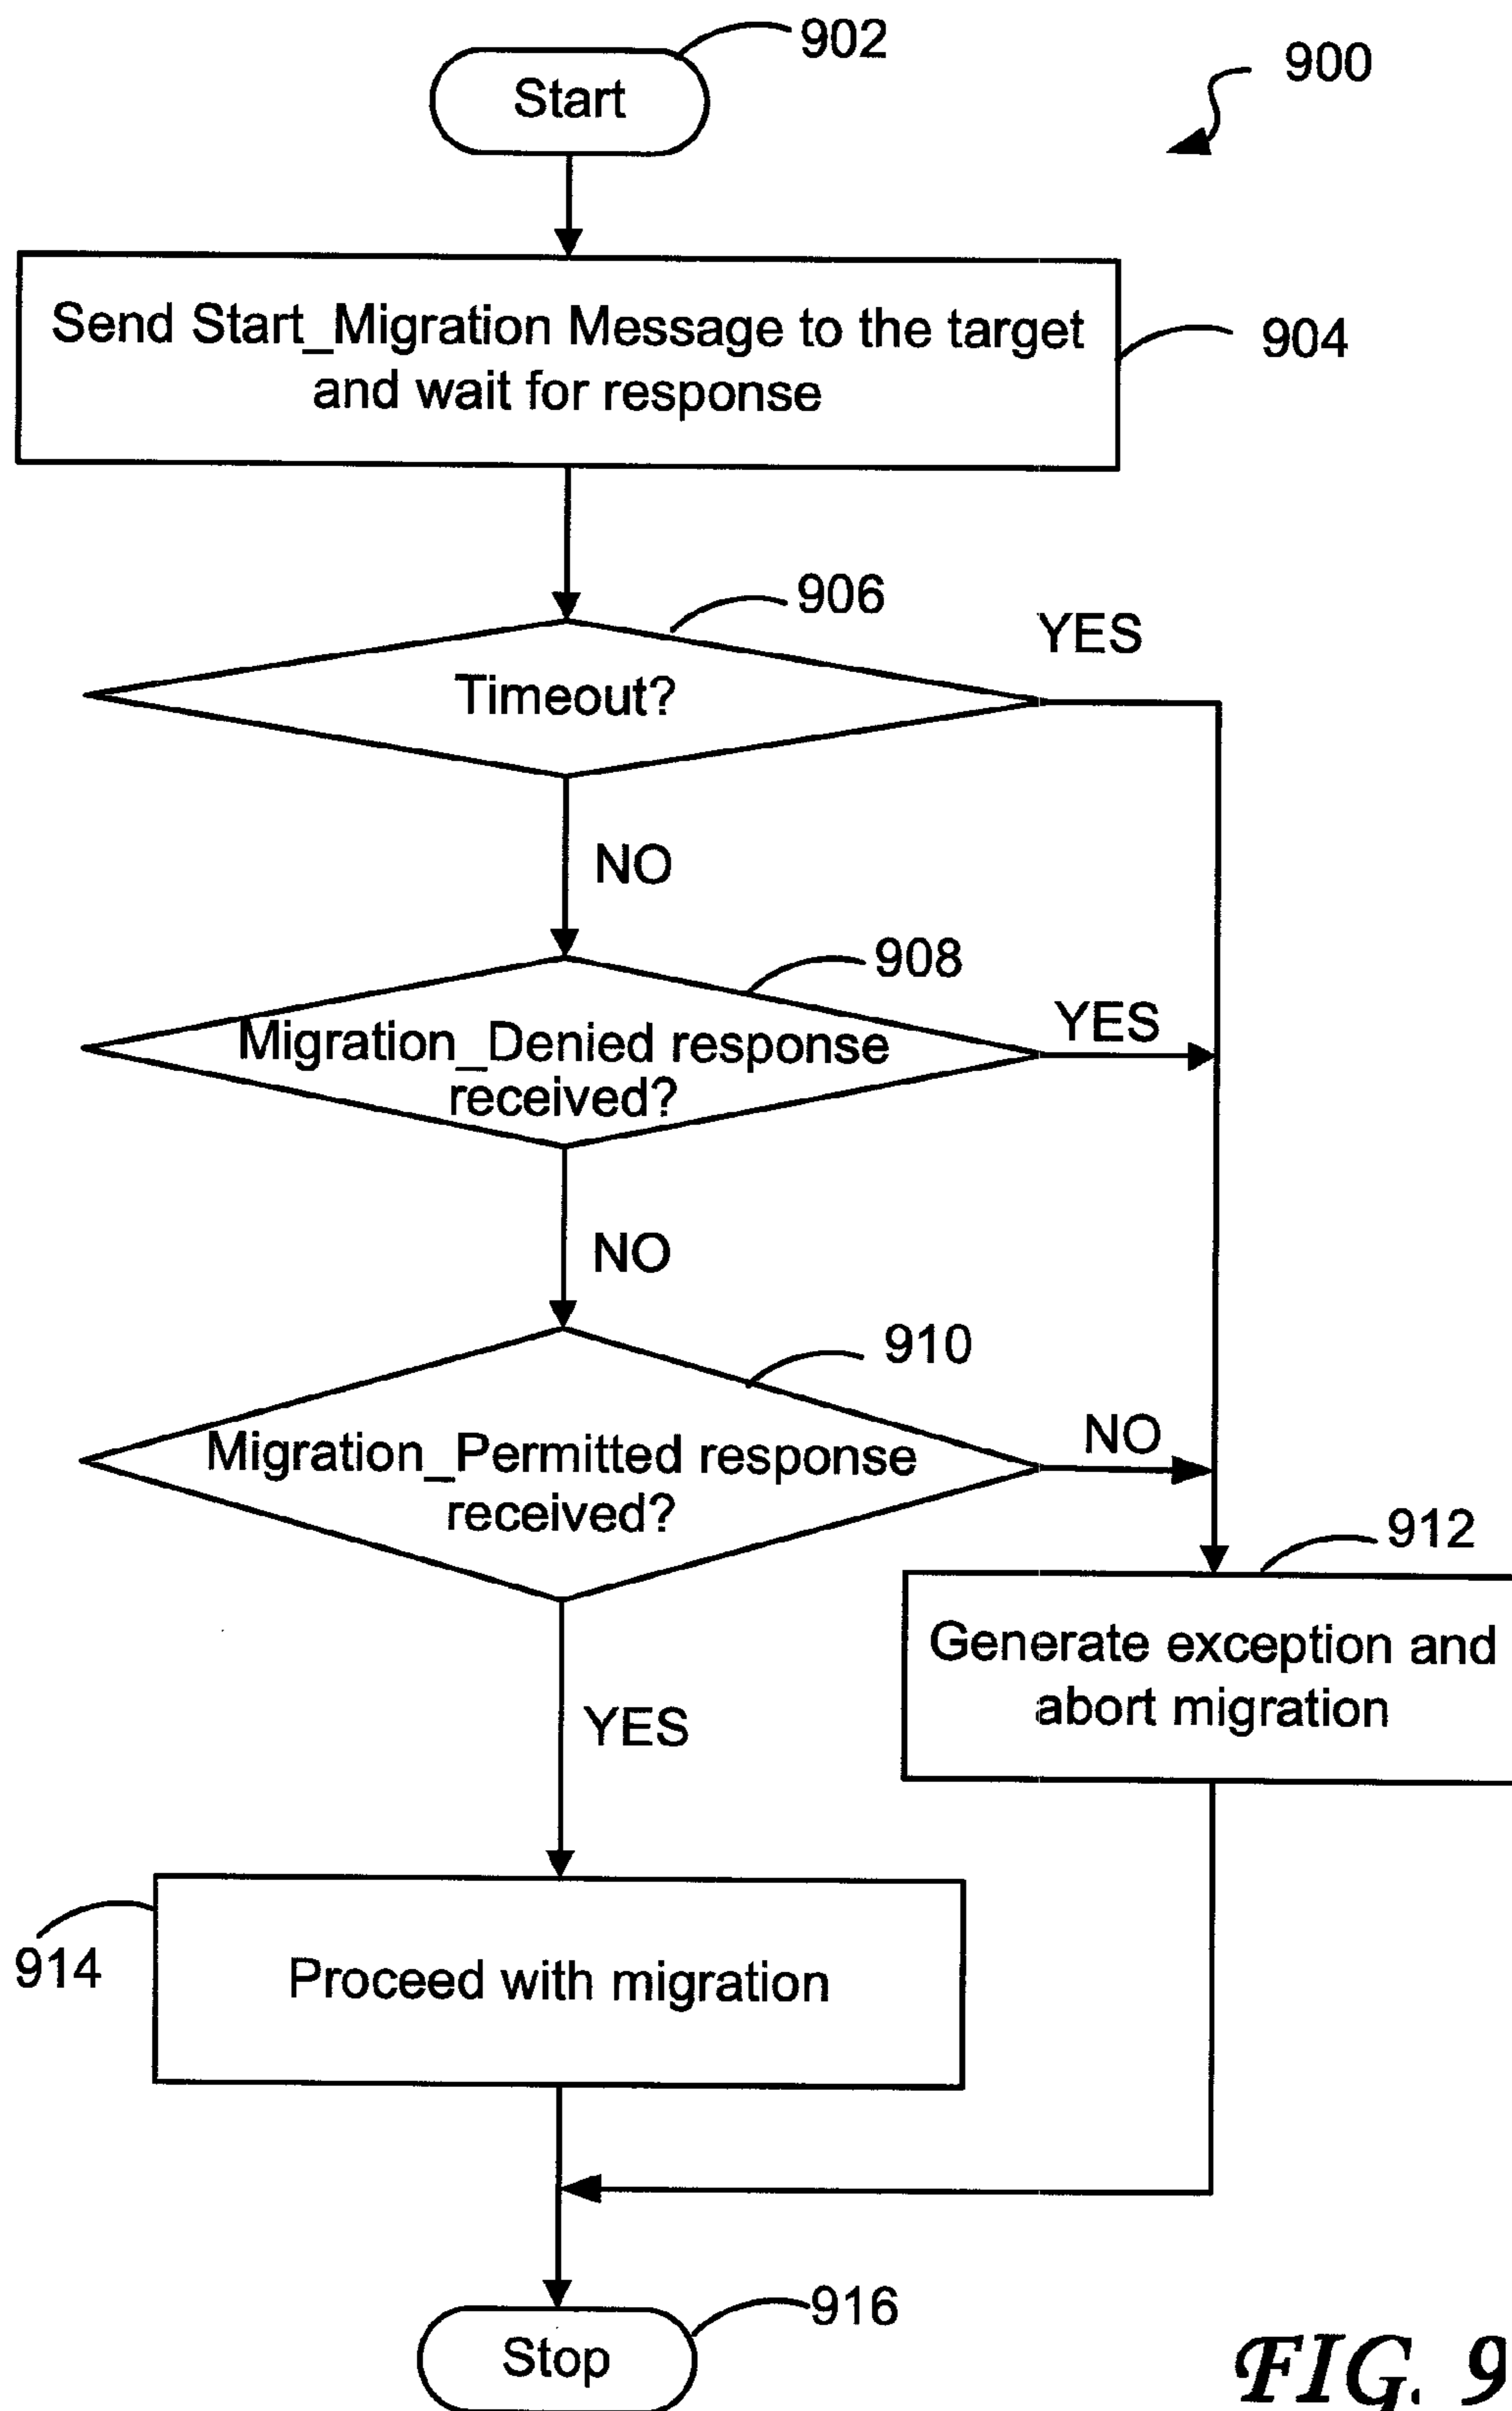 902
Start
900
Send Start_Migration Message to the target
and wait for response
904
906
YES
Timeout?
NO
908
Migration_Denied response
received?
YES
NO
910
Migration_Permitted response
received?
NO
912
Generate exception and
abort migration
YES
914
Proceed with migration
916
Stop
FIG. 9